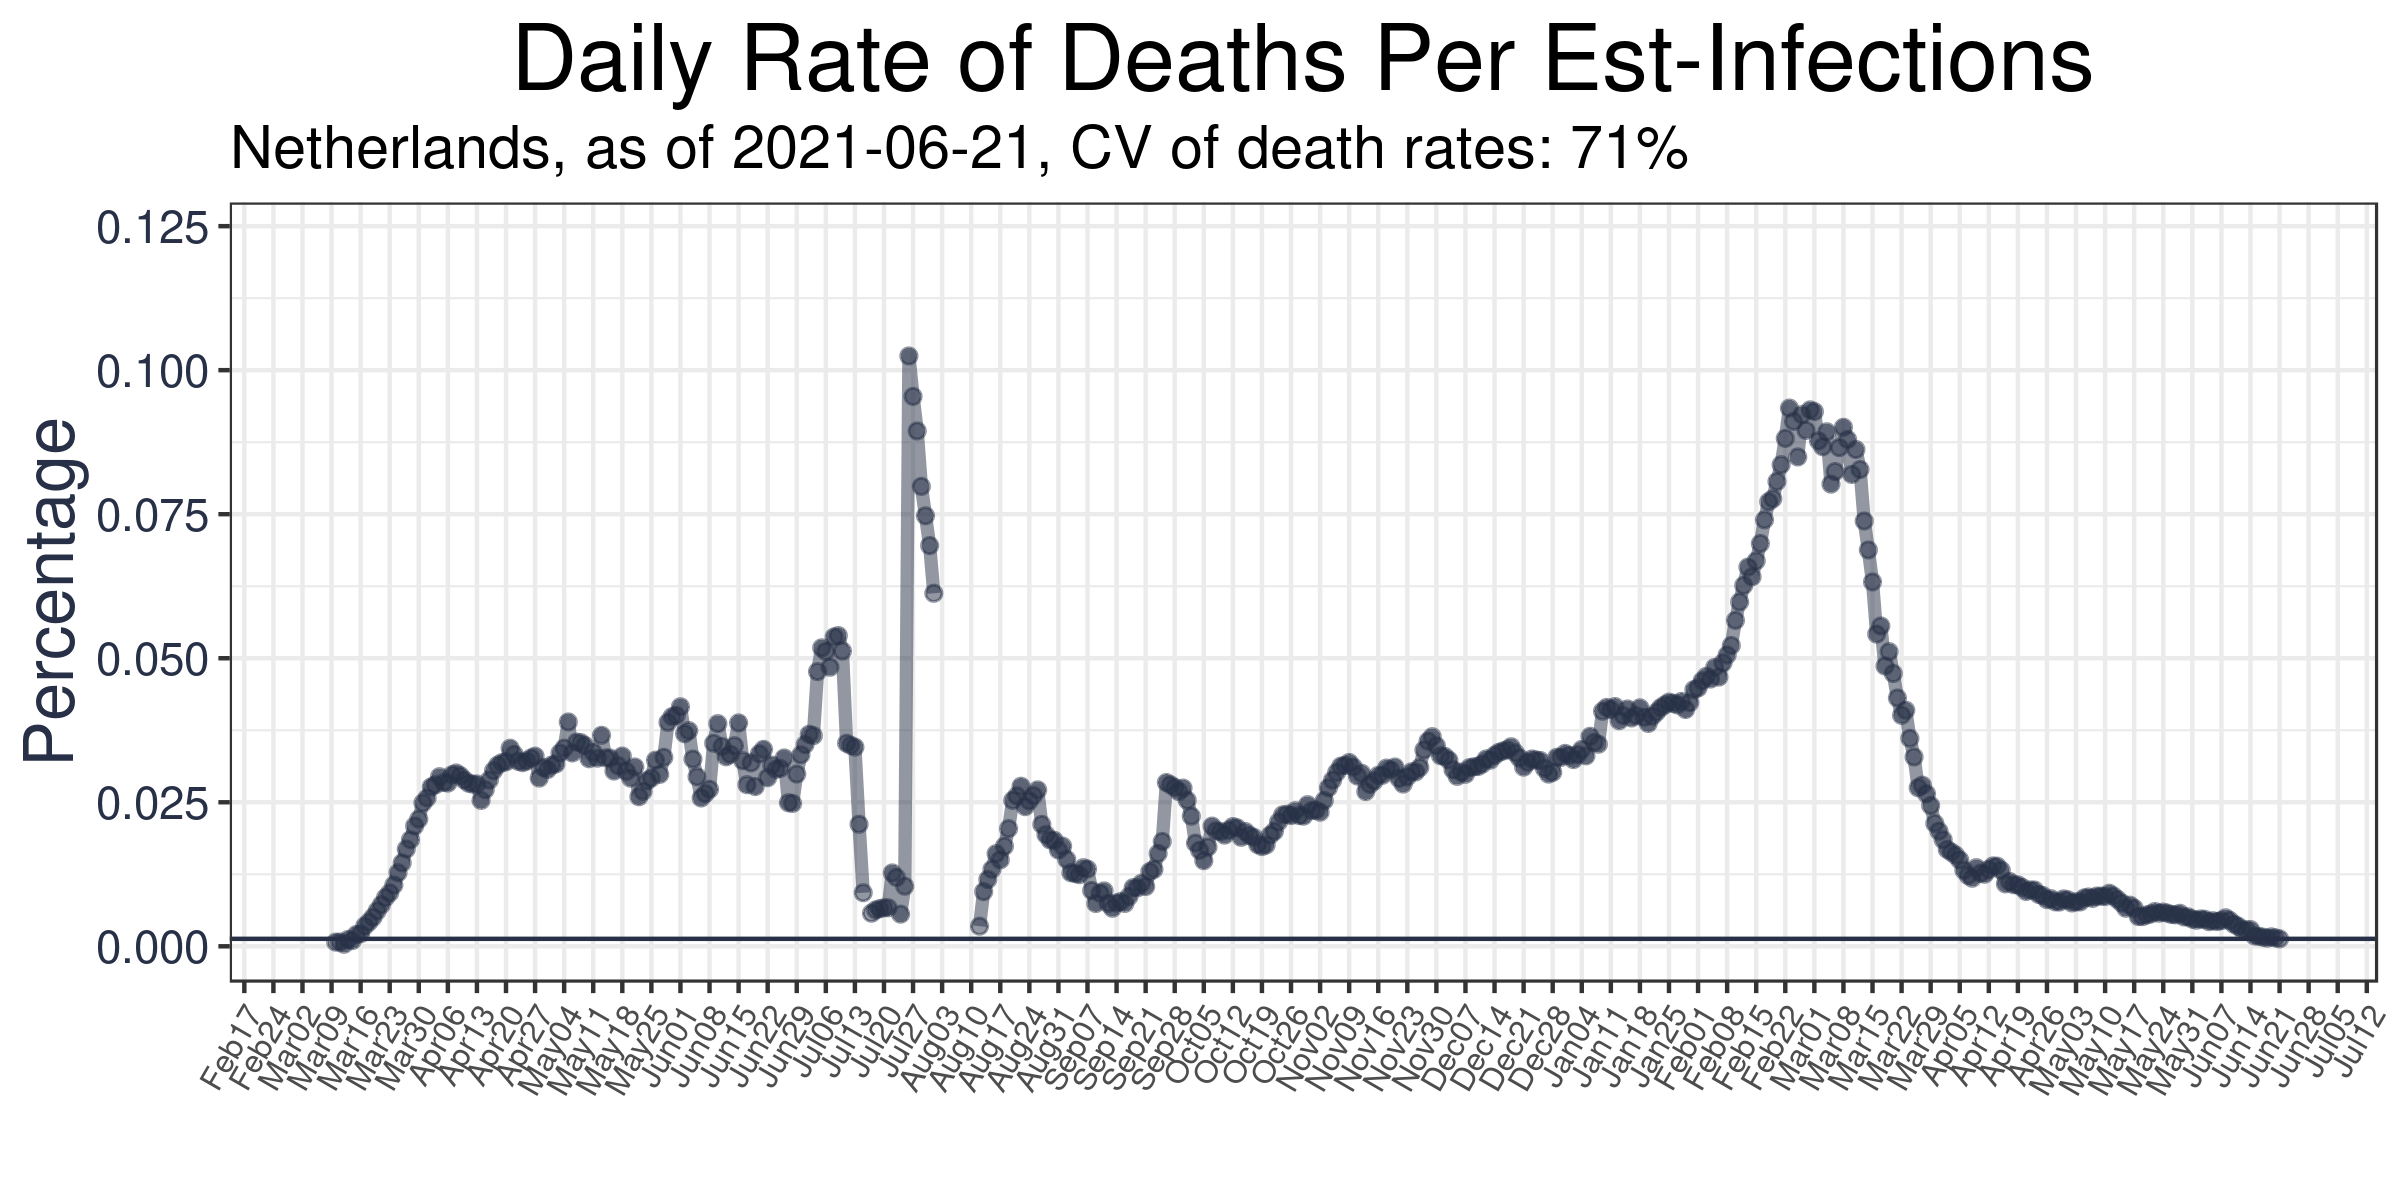 Daily Rate of Deaths Per Est-Infections
Netherlands, as of 2021-06-21, CV of death rates: 71%
Percentage
0.125
0.100
0.075
0.050
0.025
0.000
Feb17
Feb24
Mar02
Mar09
Mar16
Mar23
Mar30
Apr06
Apr13
Apr20
Apr27
May04
May11
May18
May25
Jun01
Jun08
Jun15
Jun22
Jun29
Jul06
Jul13
Jul20
Jul27
Aug03
Aug10
Aug17
Aug24
Aug31
Sep07
Sep14
Sep21
Sep28
Oct05
Oct12
Oct19
Oct26
Nov02
Nov09
Nov16
Nov23
Nov30
Dec07
Dec14
Dec21
Dec28
Jan04
Jan11
Jan18
Jan25
Feb01
Feb08
Feb15
Feb22
Mar01
Mar08
Mar15
Mar22
Mar29
Apr05
Apr12
Apr19
Apr26
May03
May10
May17
May24
May31
Jun07
Jun14
Jun21
Jun28
Jul05
Jul12